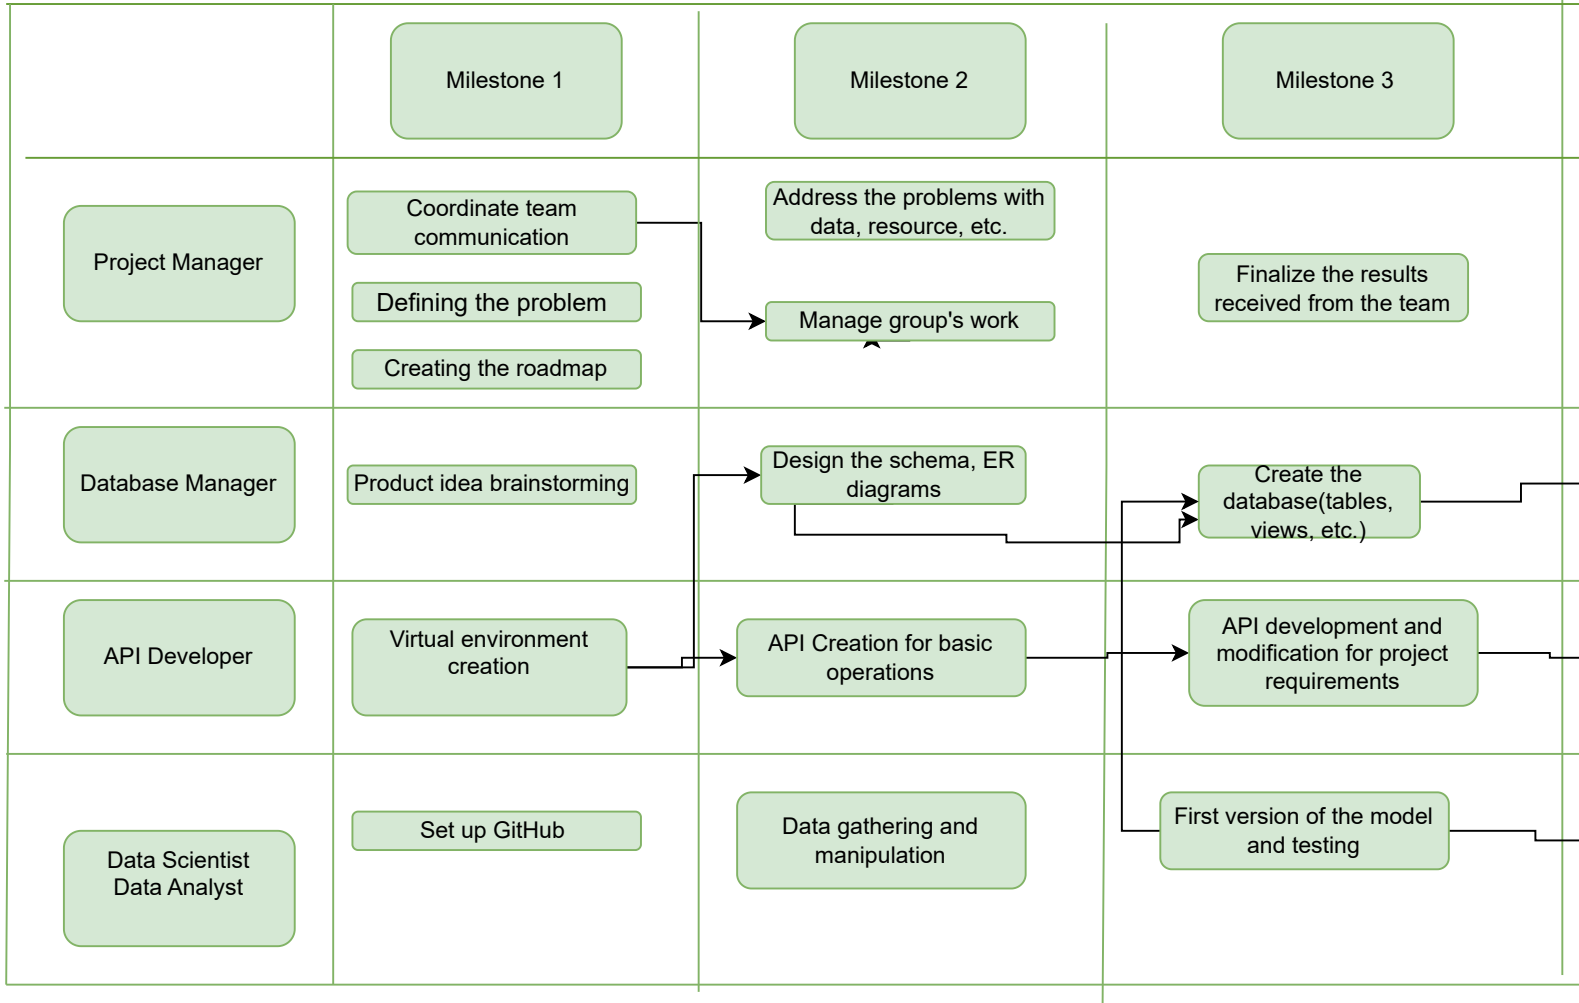 Milestone 1
Milestone 2
Milestone 3
Project Manager
Coordinate team
communication
Defining the problem
Creating the roadmap
Address the problems with
data, resource, etc.
Manage group's work
Finalize the results
received from the team
Database Manager
Product idea brainstorming
Design the schema, ER
diagrams
Create the
database(tables,
views, etc.)
API Developer
Virtual environment
creation
API Creation for basic
operations
API development and
modification for project
requirements
Data Scientist
Data Analyst
Set up GitHub
Data gathering and
manipulation
First version of the model
and testing